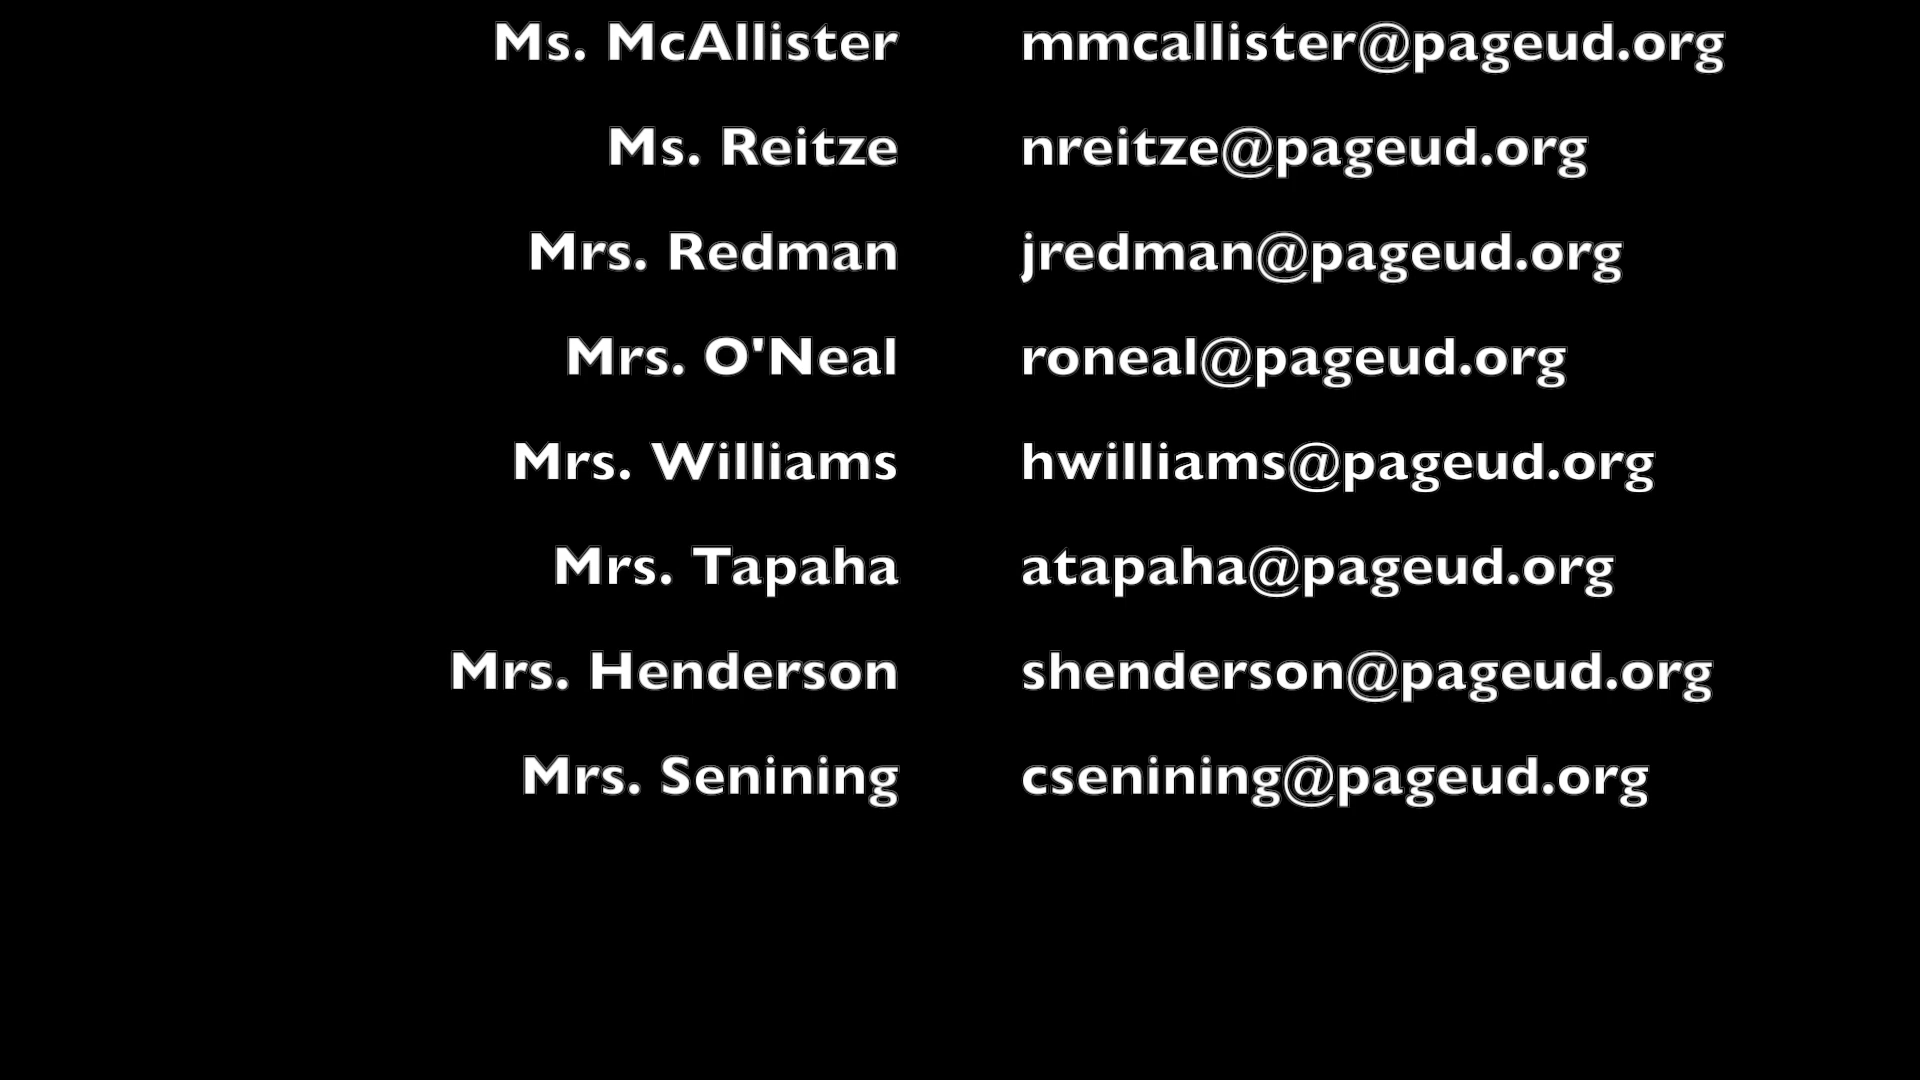 Ms. McAllister mmcallister@pageud.org
Ms. Reitze nreitze@pageud.org
Mrs. Redman jredman@pageud.org
Mrs. O'Neal roneal@pageud.org
Mrs. Williams hwilliams@pageud.org
Mrs. Tapaha atapaha@pageud.org
Mrs. Henderson shenderson@pageud.org
Mrs. Senining csenining@pageud.org